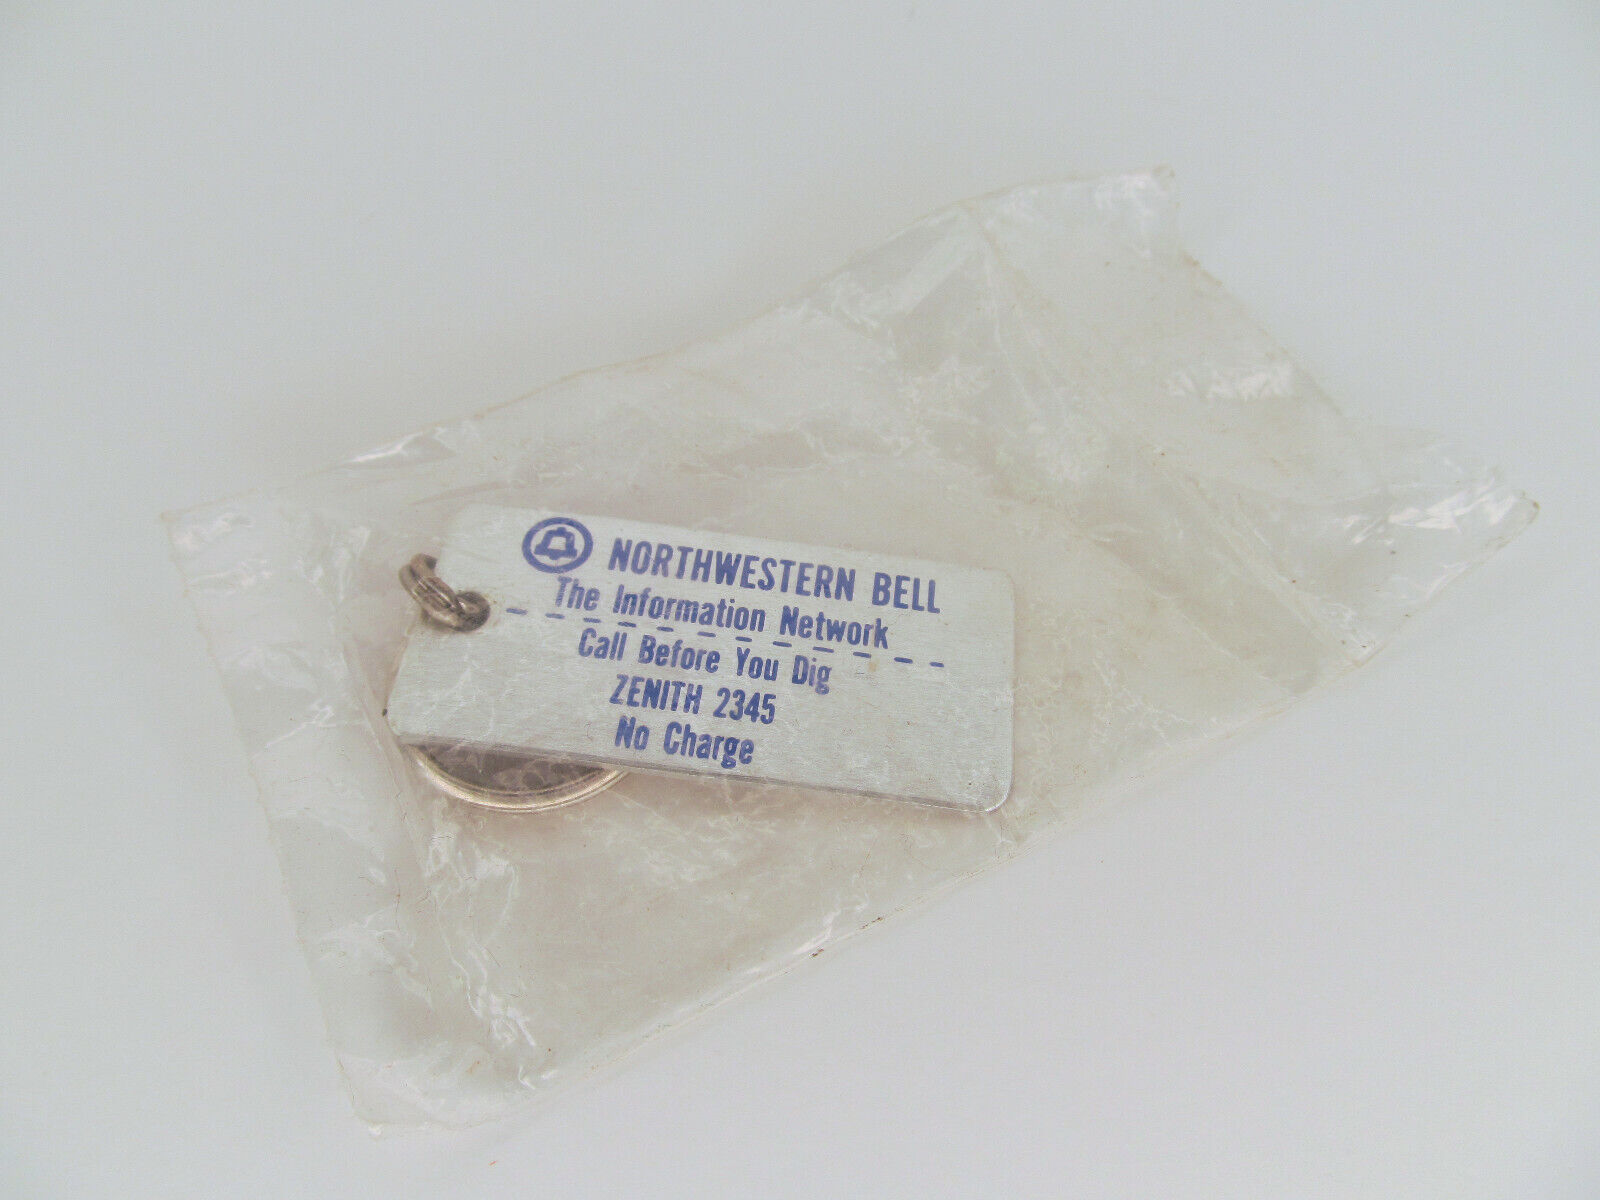 NORTHWESTERN BELL
The Information Network
Call Before You Dig
ZENITH 2345
No Charge